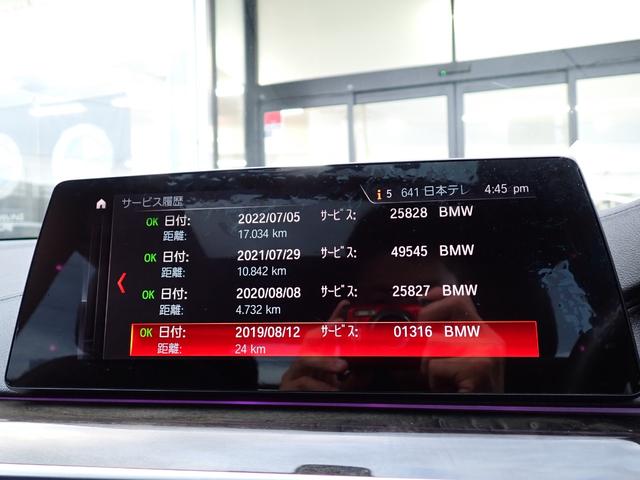 サービス履歴 i 5 641 日本テレ 4:45 pm
OK 日付: 2022/07/05 ｻｰﾋﾞｽ: 25828 BMW
距離: 17.034 km
OK 日付: 2021/07/29 ｻｰﾋﾞｽ: 49545 BMW
距離: 10.842 km
OK 日付: 2020/08/08 ｻｰﾋﾞｽ: 25827 BMW
距離: 4.732 km
OK 日付: 2019/08/12 ｻｰﾋﾞｽ: 01316 BMW
距離: 24 km